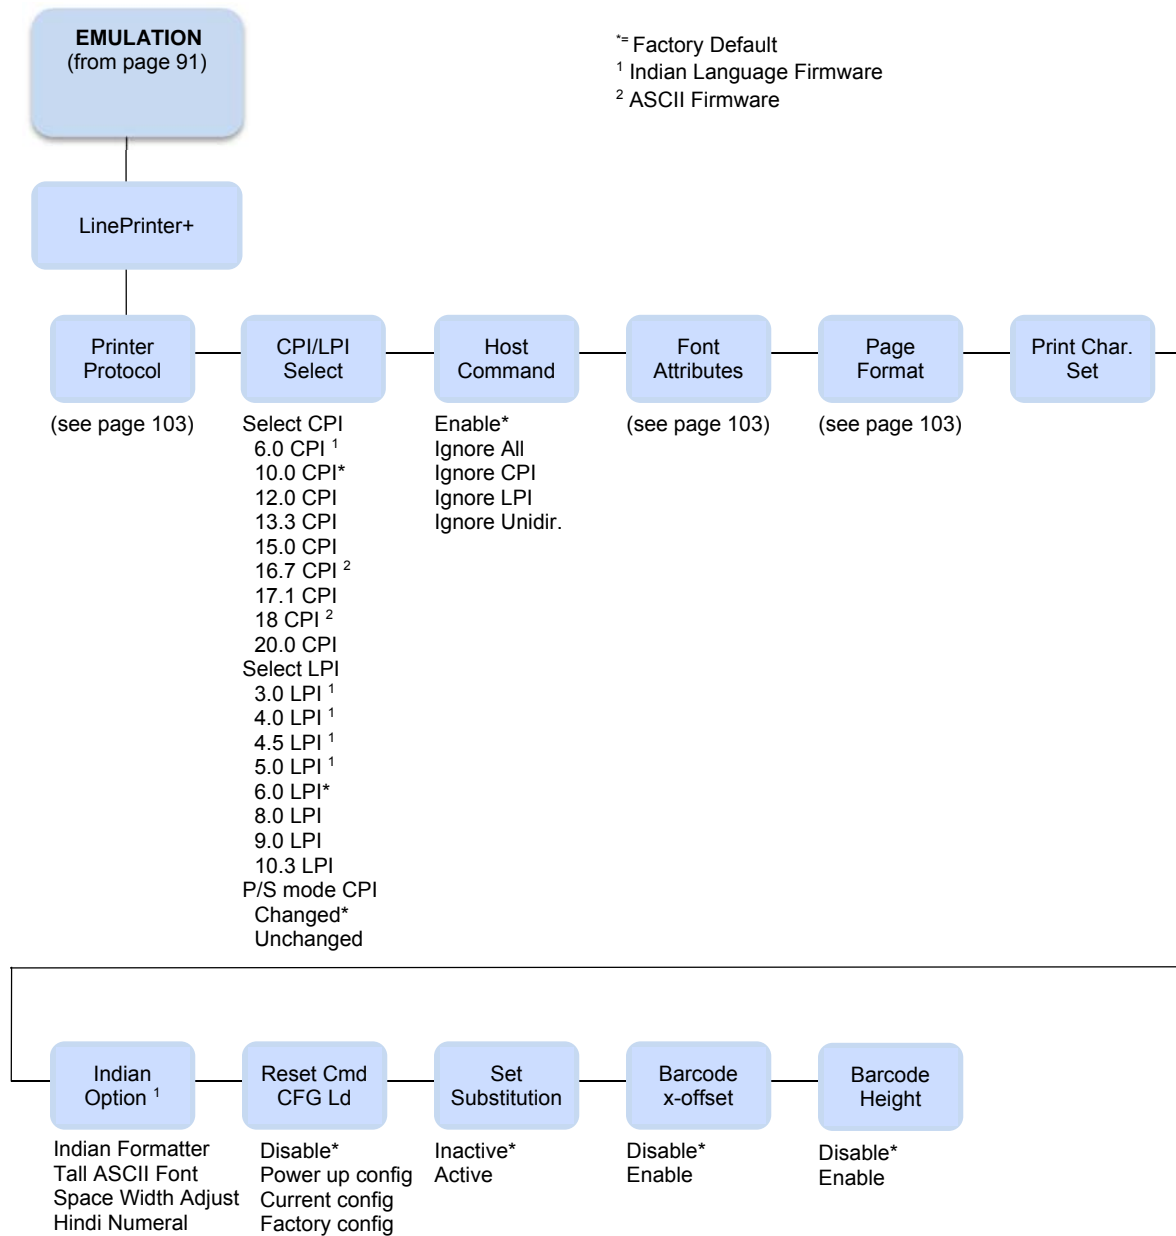 EMULATION
(from page 91)
*= Factory Default
1 Indian Language Firmware
2 ASCII Firmware
LinePrinter+
Printer
Protocol
(see page 103)
CPI/LPI
Select
Select CPI
6.0 CPI 1
10.0 CPI*
12.0 CPI
13.3 CPI
15.0 CPI
16.7 CPI 2
17.1 CPI
18 CPI 2
20.0 CPI
Select LPI
3.0 LPI 1
4.0 LPI 1
4.5 LPI 1
5.0 LPI 1
6.0 LPI*
8.0 LPI
9.0 LPI
10.3 LPI
P/S mode CPI
Changed*
Unchanged
Host
Command
Enable*
Ignore All
Ignore CPI
Ignore LPI
Ignore Unidir.
Font
Attributes
(see page 103)
Page
Format
(see page 103)
Print Char.
Set
Indian
Option 1
Indian Formatter
Tall ASCII Font
Space Width Adjust
Hindi Numeral
Reset Cmd
CFG Ld
Disable*
Power up config
Current config
Factory config
Set
Substitution
Inactive*
Active
Barcode
x-offset
Disable*
Enable
Barcode
Height
Disable*
Enable